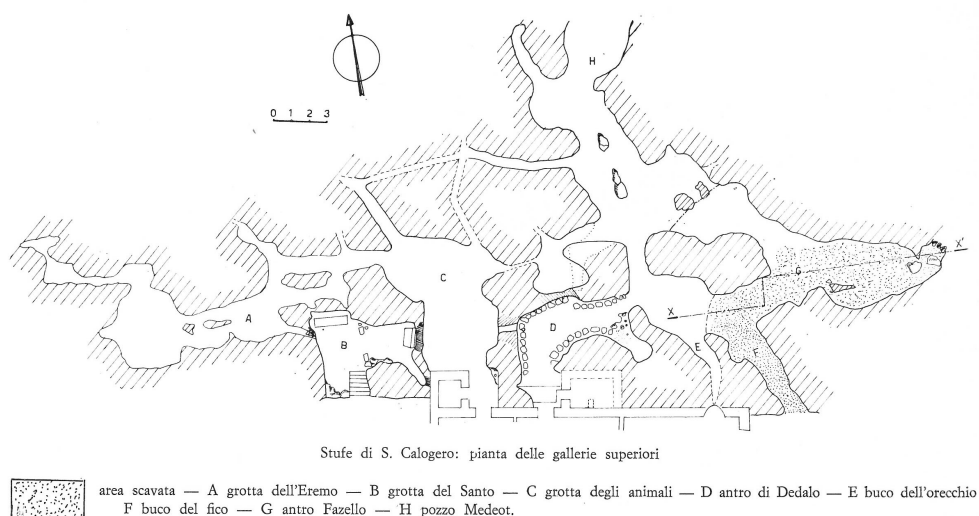 0 1 2 3
H
X'
G
C
A
X
D
B
E
F
Stufe di S. Calogero: pianta delle gallerie superiori
area scavata — A grotta dell'Eremo — B grotta del Santo — C grotta degli animali — D antro di Dedalo — E buco dell'orecchio
F buco del fico — G antro Fazello — H pozzo Medeot.